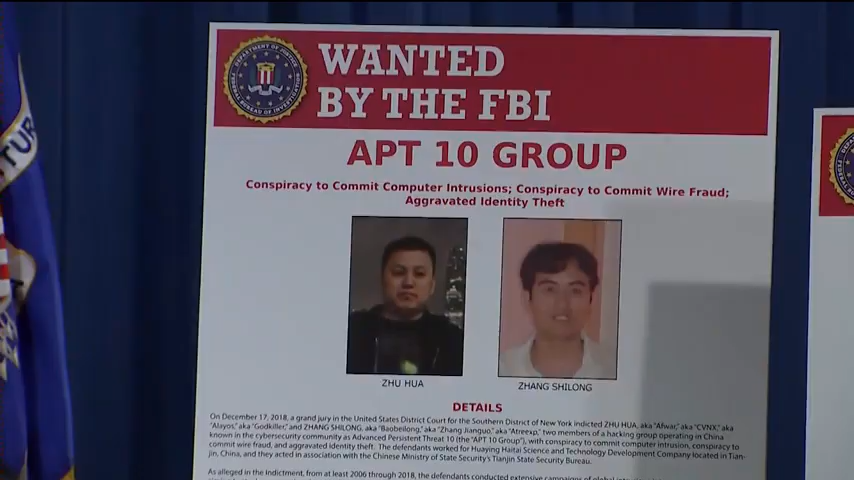 WANTED
BY THE FBI
APT 10 GROUP
Conspiracy to Commit Computer Intrusions; Conspiracy to Commit Wire Fraud;
Aggravated Identity Theft
ZHU HUA
ZHANG SHILONG
DETAILS
On December 17, 2018, a grand jury in the United States District Court for the Southern District of New York indicted ZHU HUA, aka "Afwar," aka "CVNX," aka
"Alayos," aka "Godkiller;" and ZHANG SHILONG, aka "Baobeilong," aka "Zhang Jianguo," aka "Atreexp," two members of a hacking group operating in China
known in the cybersecurity community as Advanced Persistent Threat 10 (the "APT 10 Group"), with conspiracy to commit computer intrusion, conspiracy to
commit wire fraud, and aggravated identity theft. The defendants worked for Huaying Haitai Science and Technology Development Company located in Tian-
jin, China, and they acted in association with the Chinese Ministry of State Security's Tianjin State Security Bureau.
As alleged in the Indictment, from at least 2006 through 2018, the defendants conducted extensive campaigns of global
TUR